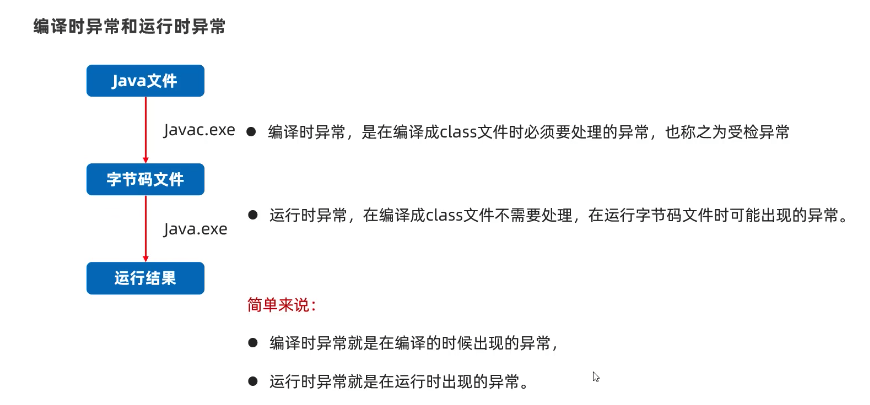 编译时异常和运行时异常
Java文件
Javac.exe
● 编译时异常，是在编译成class文件时必须要处理的异常，也称之为受检异常
字节码文件
● 运行时异常，在编译成class文件不需要处理，在运行字节码文件时可能出现的异常。
Java.exe
运行结果
简单来说：
● 编译时异常就是在编译的时候出现的异常，
● 运行时异常就是在运行时出现的异常。